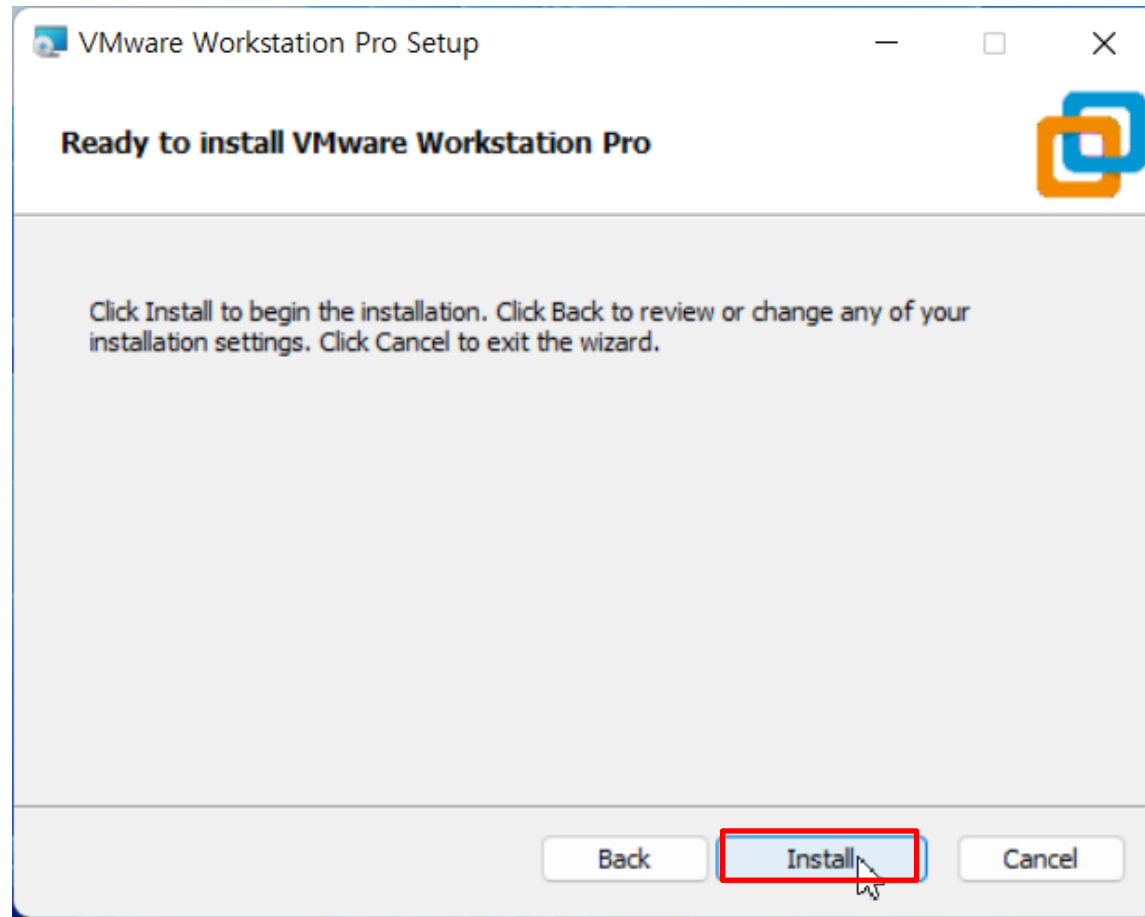 VMware Workstation Pro Setup
Ready to install VMware Workstation Pro
Click Install to begin the installation. Click Back to review or change any of your
installation settings. Click Cancel to exit the wizard.
Back Install Cancel